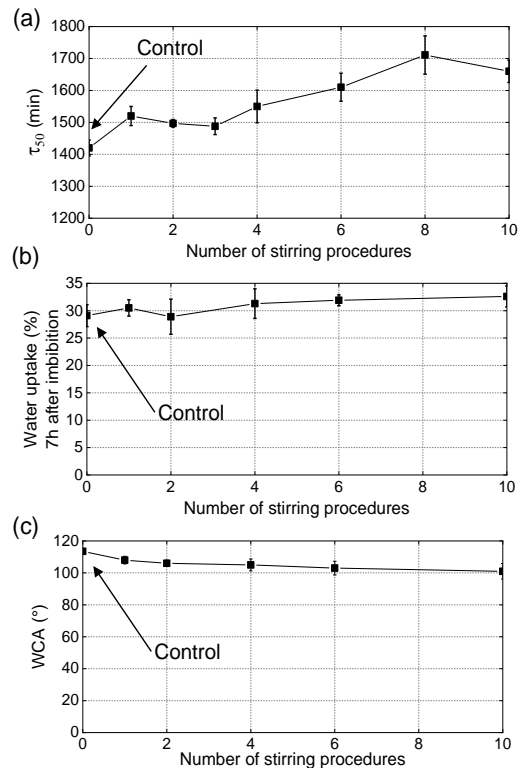 (a)
1800
1700
1600
1500
1400
1300
1200
τ50 (min)
Control
0 2 4 6 8 10
Number of stirring procedures
(b)
35
30
25
20
15
10
5
0
Water uptake (%)
7h after imbibition
Control
0 2 4 6 8 10
Number of stirring procedures
(c)
120
100
80
60
40
20
0
WCA (°)
Control
0 2 4 6 8 10
Number of stirring procedures